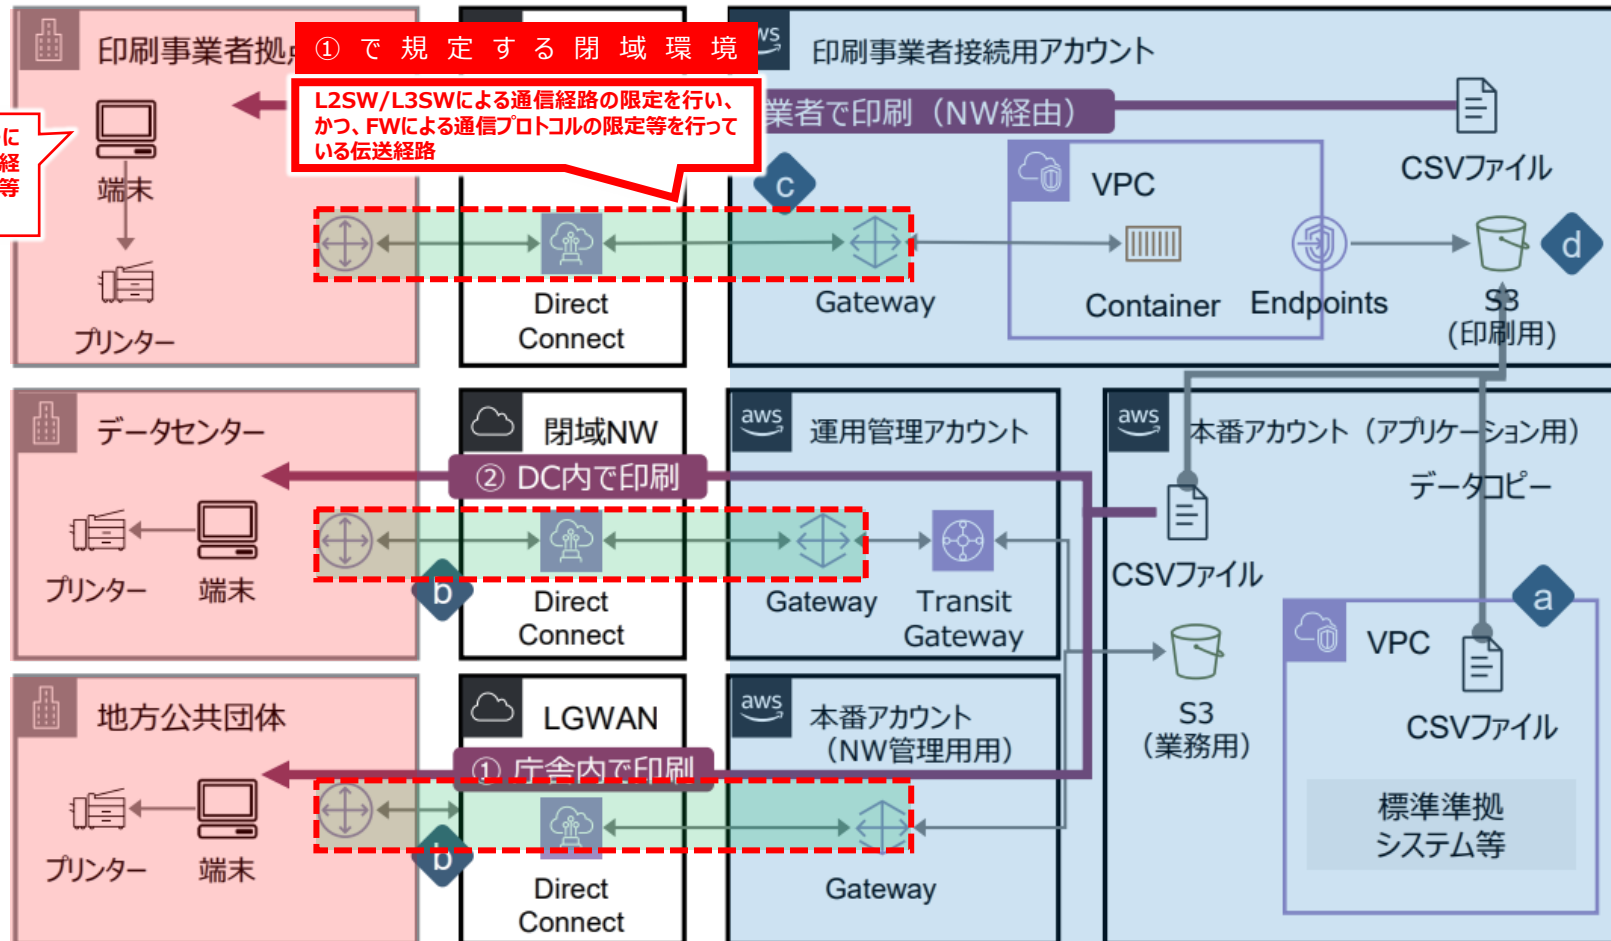 印刷事業者拠点
①で規定する閉域環境
aws
印刷事業者接続用アカウント
L2SW/L3SWによる通信経路の限定を行い、
かつ、FWによる通信プロトコルの限定等を行って
いる伝送経路
業者で印刷（NW経由）
に
経
等
端末
プリンター
Direct
Connect
c
Gateway
VPC
Container
Endpoints
CSVファイル
d
S3
(印刷用)
データセンター
閉域NW
aws
運用管理アカウント
aws
本番アカウント（アプリケーション用）
② DC内で印刷
データコピー
プリンター
端末
b
Direct
Connect
Gateway
Transit
Gateway
CSVファイル
a
VPC
CSVファイル
標準準拠
システム等
S3
(業務用)
地方公共団体
LGWAN
aws
本番アカウント
（NW管理用用）
① 庁舎内で印刷
プリンター
端末
b
Direct
Connect
Gateway